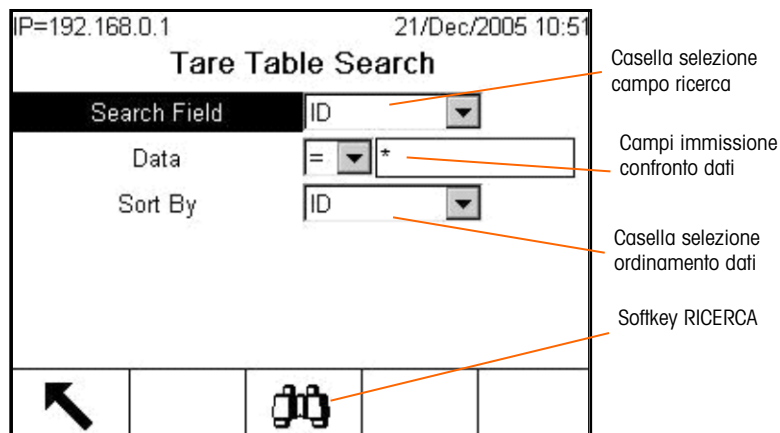 IP=192.168.0.1 21/Dec/2005 10:51
Tare Table Search
Search Field ID
Data = *
Sort By ID
Casella selezione
campo ricerca
Campi immissione
confronto dati
Casella selezione
ordinamento dati
Softkey RICERCA